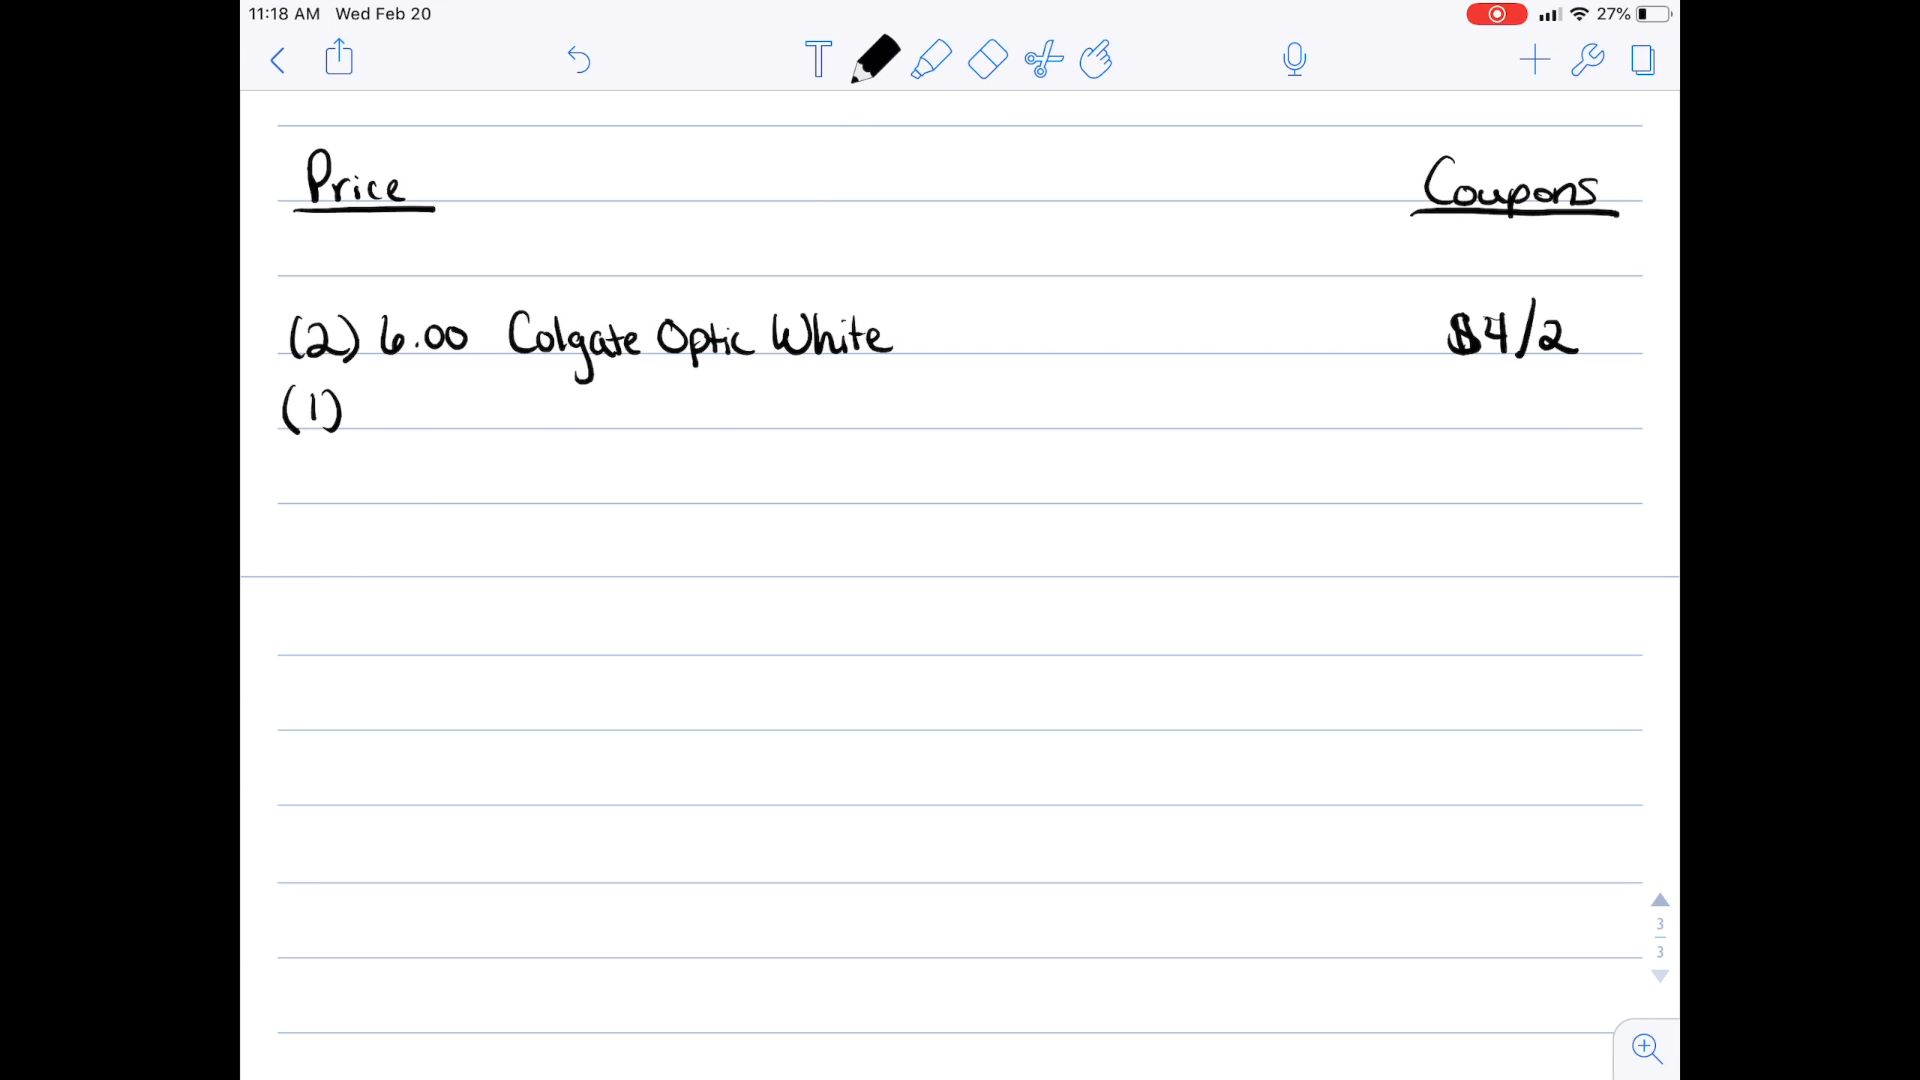 11:18 AM Wed Feb 20 27%
T
Price Coupons
(2) 6.00 Colgate Optic White $4/2
(1)
3
3